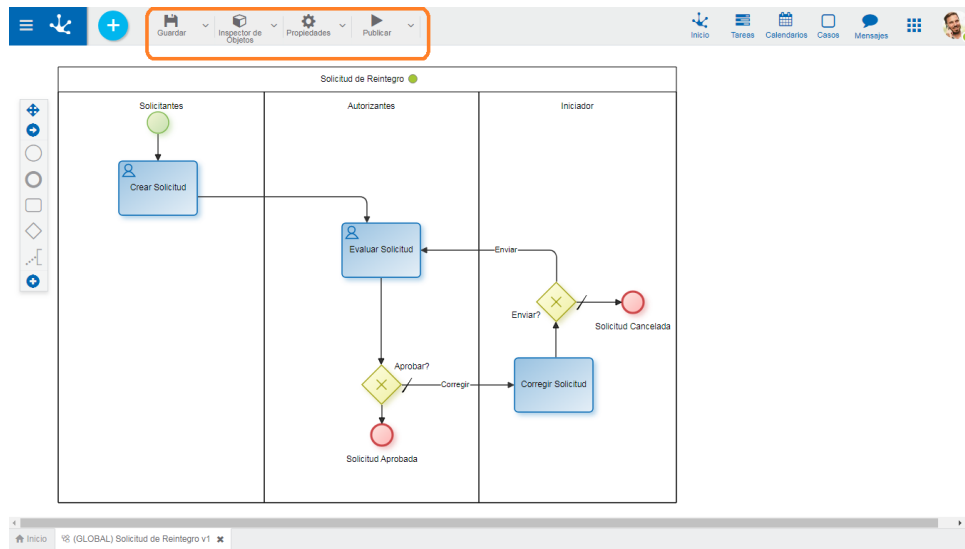 Guardar
Inspector de
Objetos
Propiedades
Publicar
Inicio
Tareas
Calendarios
Casos
Mensajes
Solicitud de Reintegro
Solicitantes
Autorizantes
Iniciador
Crear Solicitud
Evaluar Solicitud
Enviar
Enviar?
Solicitud Cancelada
Aprobar?
Corregir
Corregir Solicitud
Solicitud Aprobada
Inicio
(GLOBAL) Solicitud de Reintegro v1